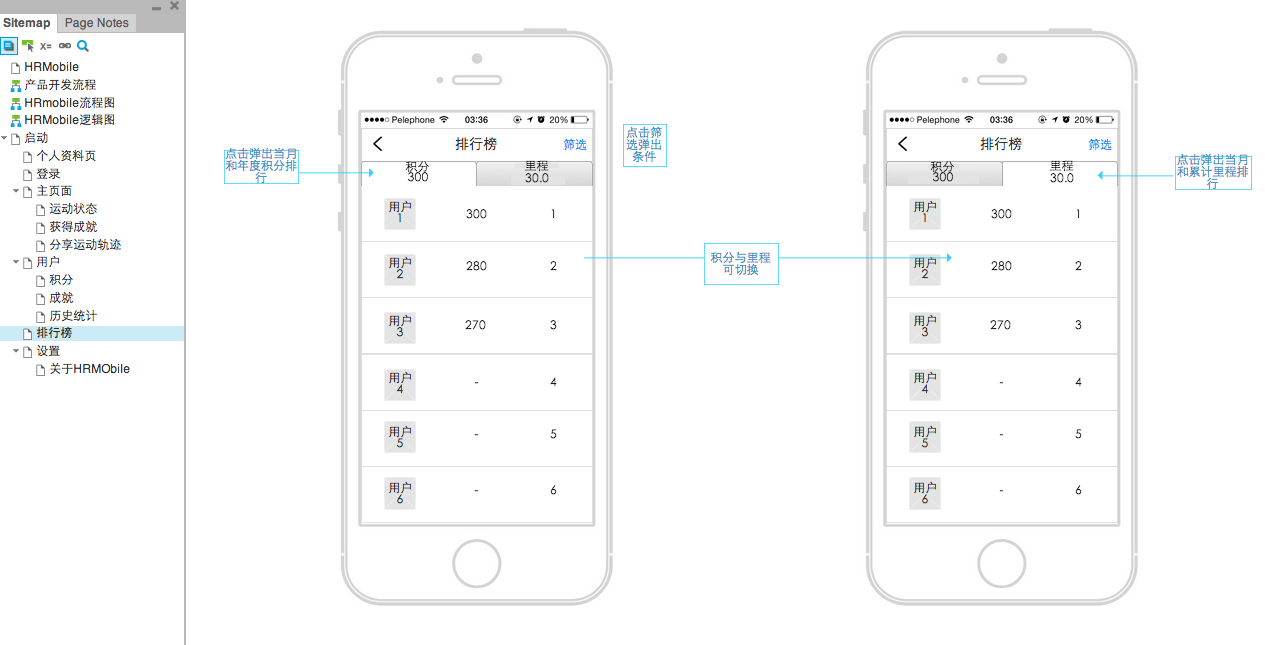 Sitemap
Page Notes
x=
HRMobile
产品开发流程
HRmobile流程图
HRMobile逻辑图
启动
个人资料页
登录
主页面
运动状态
获得成就
分享运动轨迹
用户
积分
成就
历史统计
排行榜
设置
关于HRMObile
点击弹出当月
和年度积分排
行
Pelephone 03:36 20%
排行榜 筛选
积分 里程
300 30.0
用户
1 300 1
用户
2 280 2
用户
3 270 3
用户
4 - 4
用户
5 - 5
用户
6 - 6
点击筛
选弹出
条件
积分与里程
可切换
Pelephone 03:36 20%
排行榜 筛选
积分 里程
300 30.0
用户
1 300 1
用户
2 280 2
用户
3 270 3
用户
4 - 4
用户
5 - 5
用户
6 - 6
点击弹出当月
和累计里程排
行